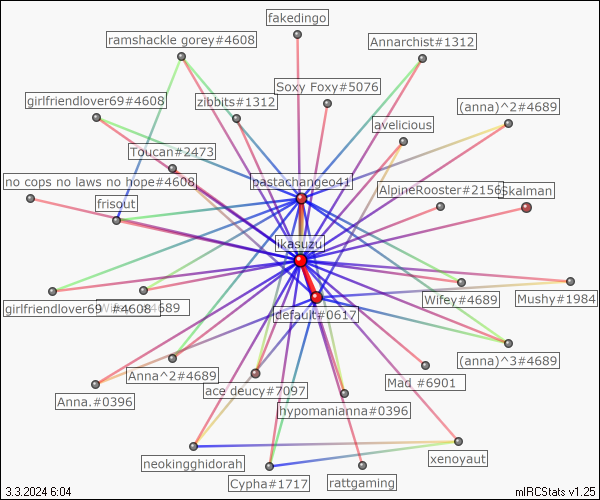 fakedingo
ramshackle gorey#4608
Annarchist#1312
Soxy Foxy#5076
girlfriendlover69#4608
zibbits#1312
(anna)^2#4689
avelicious
Toucan#2473
no cops no laws no hope#4608
pastachangeo41
AlpineRooster#2156
Skalman
frisout
ikasuzu
girlfriendlover69 #4608
#4689
Wifey#4689
Mushy#1984
default#0617
(anna)^3#4689
Anna^2#4689
Mad #6901
ace deucy#7097
Anna.#0396
hypomanianna#0396
neokingghidorah
xenoyaut
Cypha#1717
rattgaming
3.3.2024 6:04
mIRCStats v1.25